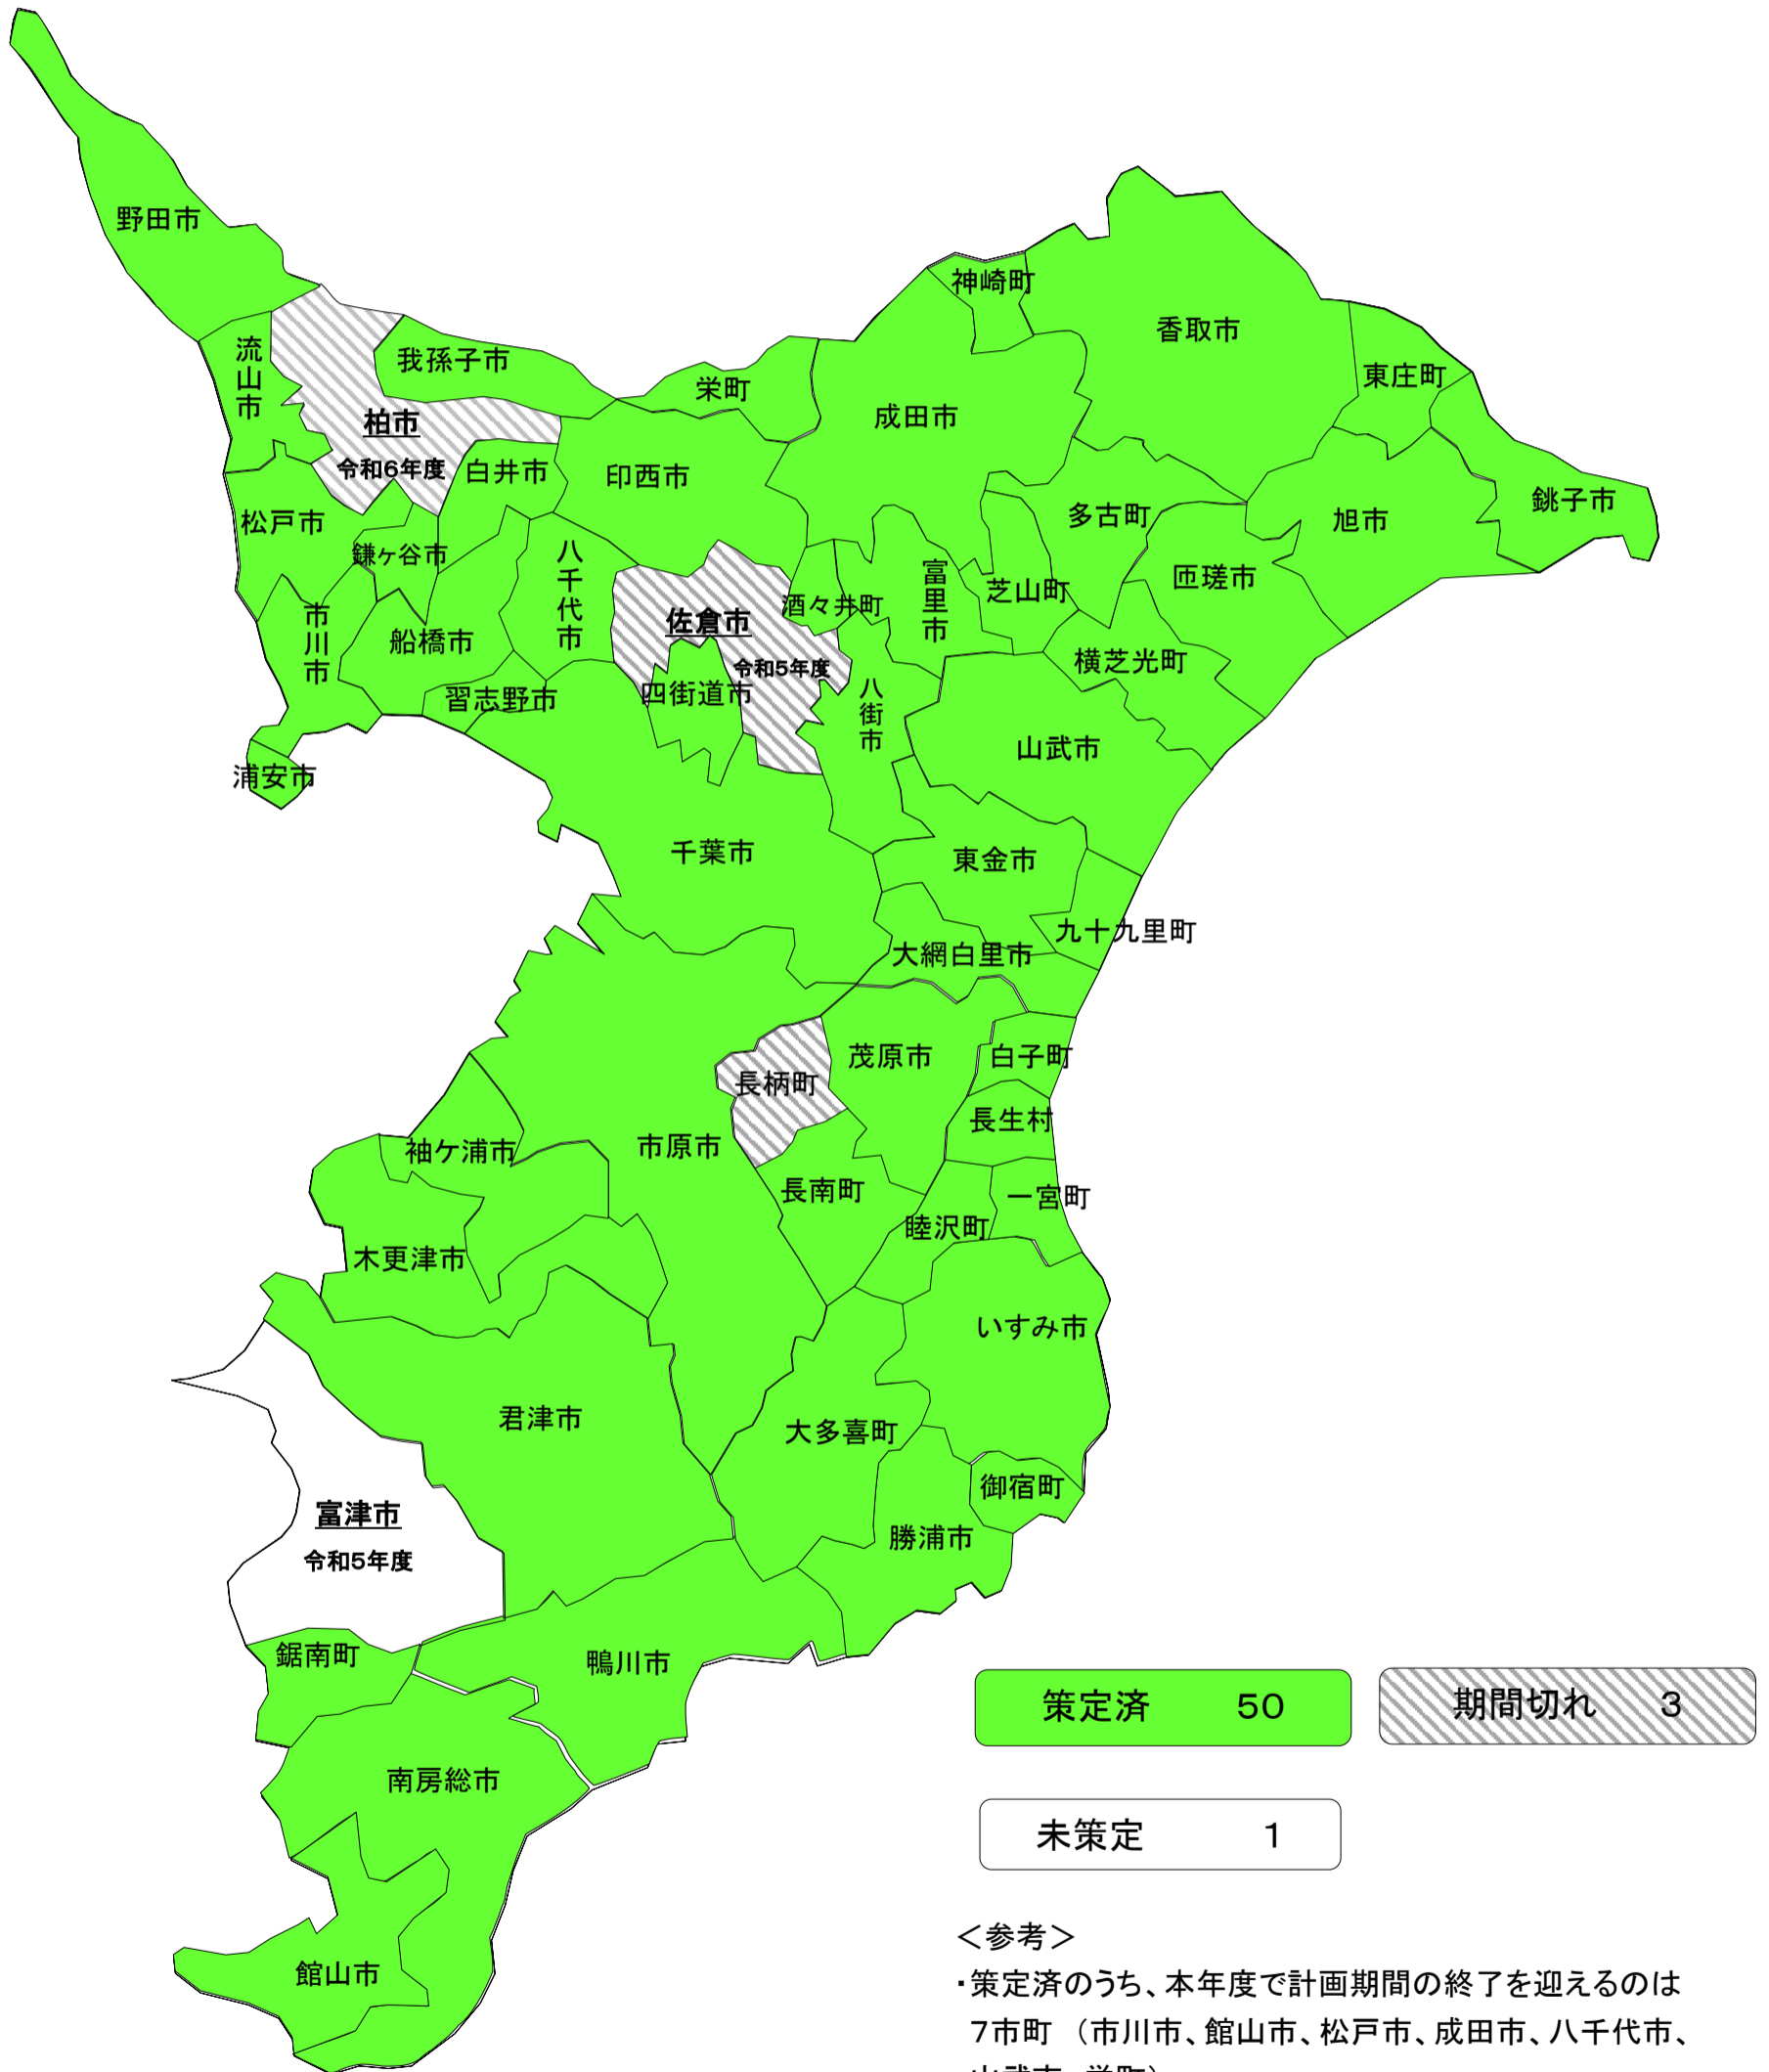 野田市
神崎町
香取市
流山市
我孫子市
東庄町
栄町
成田市
柏市
令和6年度
白井市
印西市
銚子市
松戸市
多古町
旭市
鎌ヶ谷市
八千代市
匝瑳市
富里市
芝山町
酒々井町
佐倉市
市川市
船橋市
令和5年度
横芝光町
四街道市
習志野市
八街市
山武市
浦安市
千葉市
東金市
九十九里町
大網白里市
茂原市
白子町
長柄町
長生村
市原市
袖ケ浦市
長南町
一宮町
睦沢町
木更津市
いすみ市
君津市
大多喜町
御宿町
富津市
勝浦市
令和5年度
鋸南町
鴨川市
策定済 50
期間切れ 3
南房総市
未策定 1
館山市
＜参考＞
・策定済のうち、本年度で計画期間の終了を迎えるのは
7市町 （市川市、館山市、松戸市、成田市、八千代市、